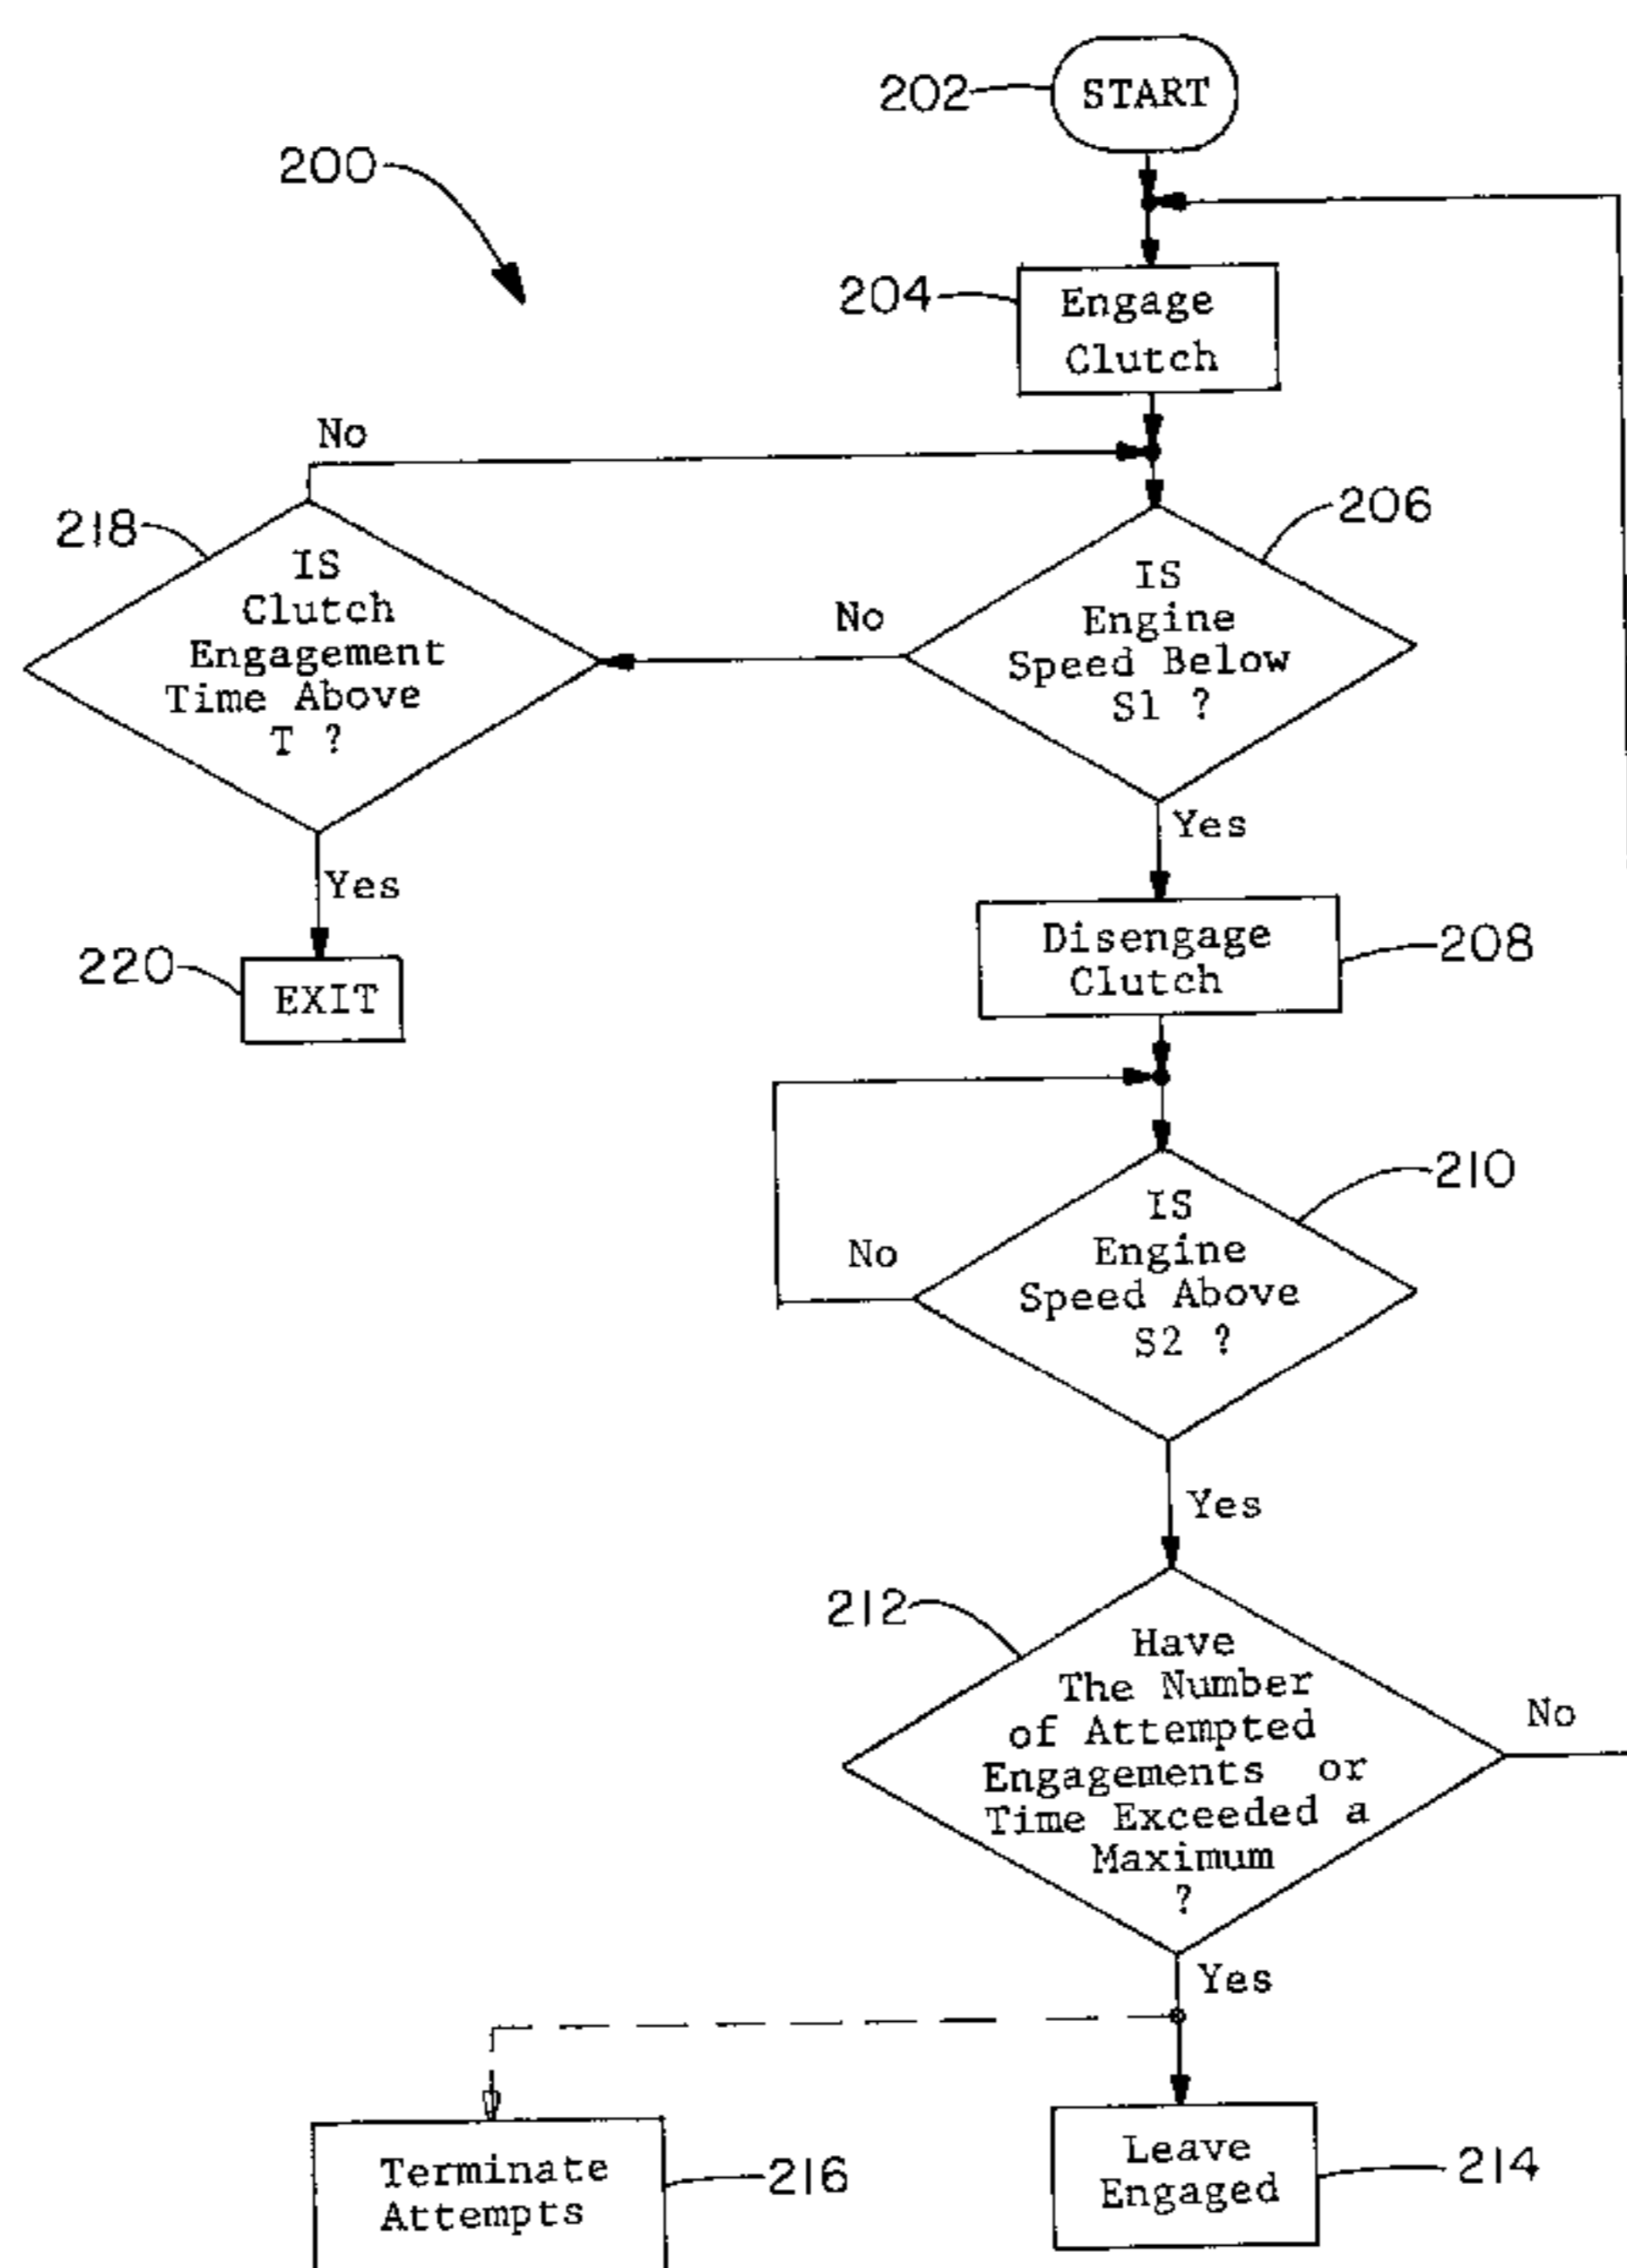 202
START
200
204
Engage
Clutch
No
218
IS
Clutch
Engagement
Time Above
T ?
206
IS
Engine
Speed Below
S1 ?
No
Yes
Yes
220
EXIT
Disengage
Clutch
208
210
IS
Engine
Speed Above
S2 ?
No
Yes
212
Have
The Number
of Attempted
Engagements or
Time Exceeded a
Maximum
?
No
Yes
Terminate
Attempts
216
Leave
Engaged
214